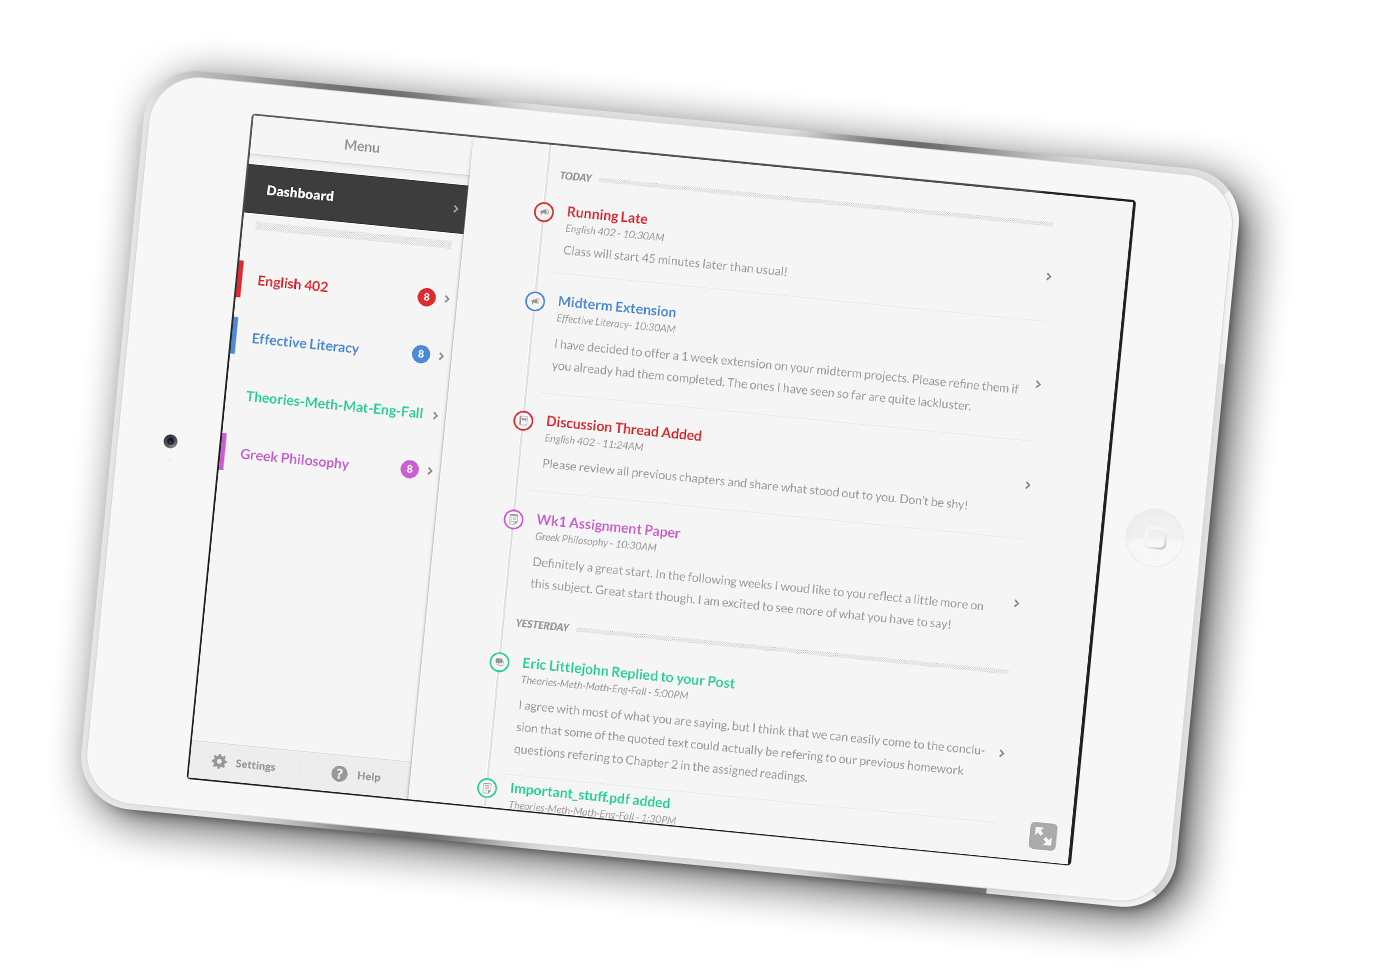 Menu
Dashboard
English 402
8
Effective Literacy
8
Theories-Meth-Mat-Eng-Fall
Greek Philosophy
8
Settings
Help
TODAY
Running Late
English 402 - 10:30AM
Class will start 45 minutes later than usual!
Midterm Extension
Effective Literacy- 10:30AM
I have decided to offer a 1 week extension on your midterm projects. Please refine them if
you already had them completed. The ones I have seen so far are quite lackluster.
Discussion Thread Added
English 402 - 11:24AM
Please review all previous chapters and share what stood out to you. Don't be shy!
Wk1 Assignment Paper
Greek Philosophy - 10:30AM
Definitely a great start. In the following weeks I woud like to you reflect a little more on
this subject. Great start though. I am excited to see more of what you have to say!
YESTERDAY
Eric Littlejohn Replied to your Post
Theories-Meth-Math-Eng-Fall - 5:00PM
I agree with most of what you are saying, but I think that we can easily come to the conclu-
sion that some of the quoted text could actually be refering to our previous homework
questions refering to Chapter 2 in the assigned readings.
Important_stuff.pdf added
Theories-Meth-Math-Eng-Fall - 1:30PM